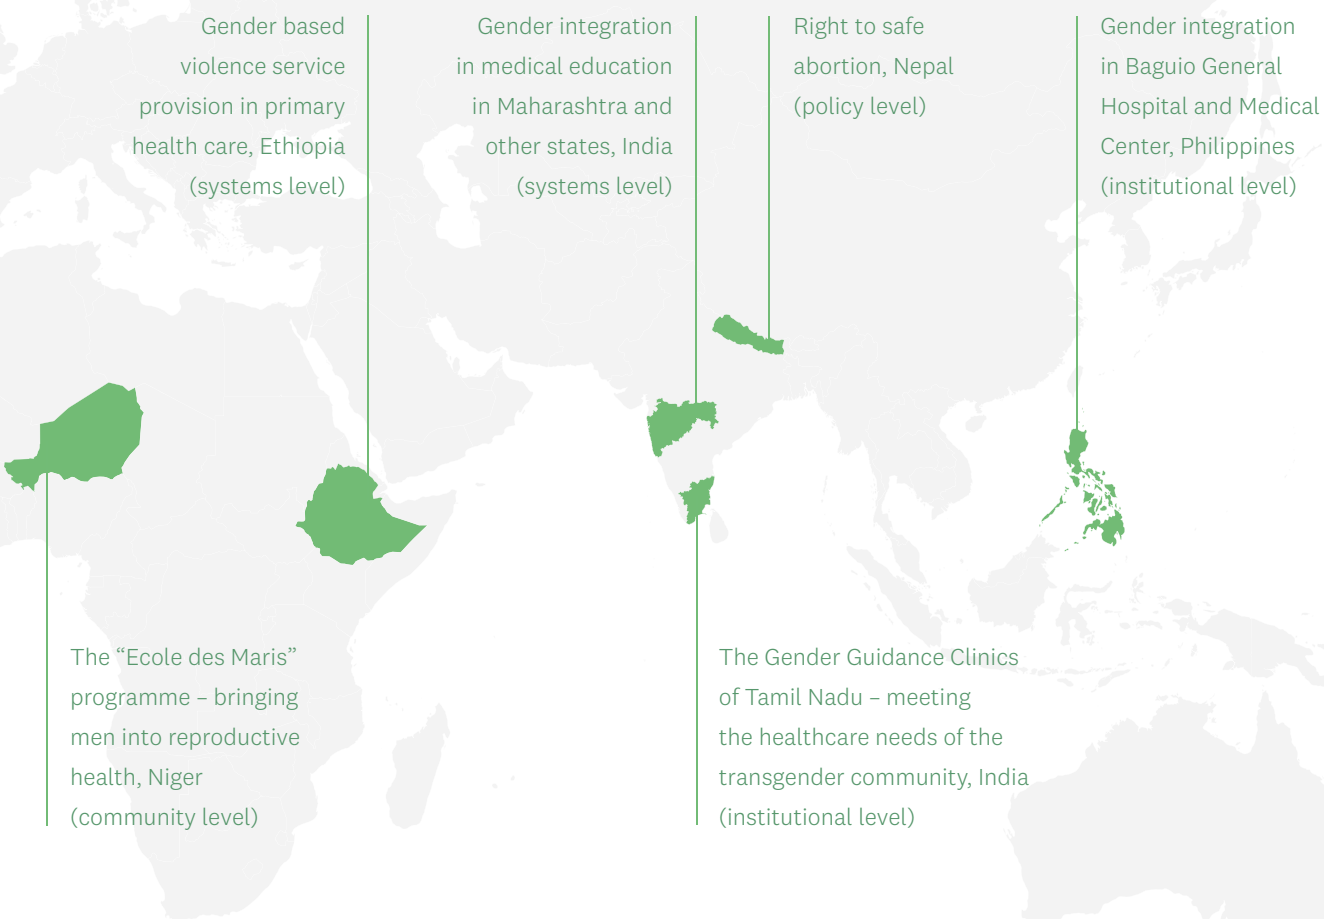 Gender based
violence service
provision in primary
health care, Ethiopia
(systems level)
Gender integration
in medical education
in Maharashtra and
other states, India
(systems level)
Right to safe
abortion, Nepal
(policy level)
Gender integration
in Baguio General
Hospital and Medical
Center, Philippines
(institutional level)
The “Ecole des Maris”
programme – bringing
men into reproductive
health, Niger
(community level)
The Gender Guidance Clinics
of Tamil Nadu – meeting
the healthcare needs of the
transgender community, India
(institutional level)